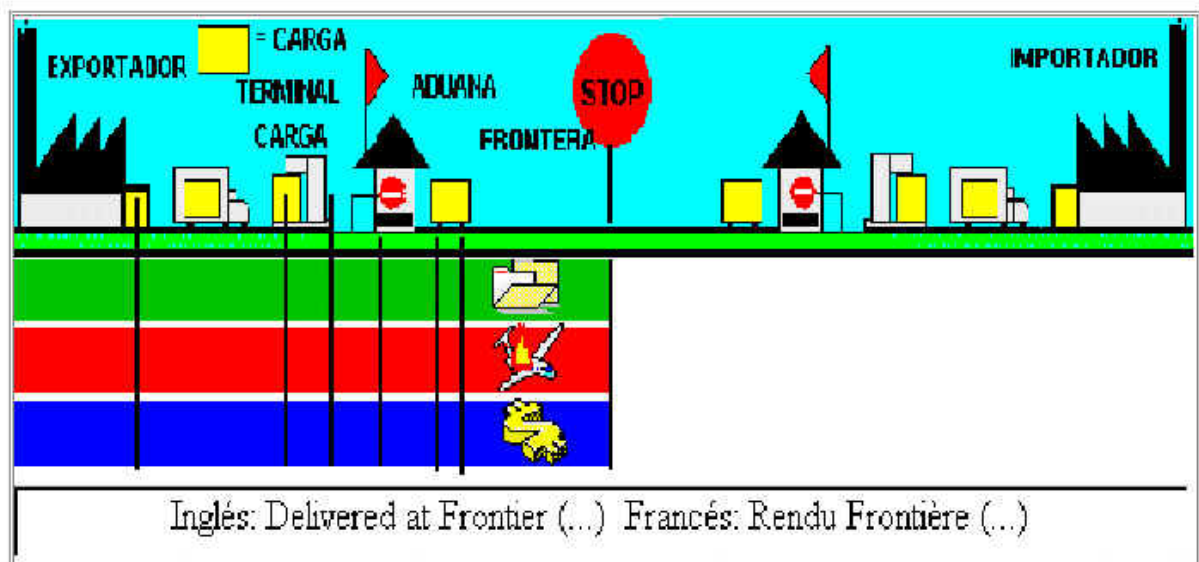 = CARGA
EXPORTADOR
TERMINAL
CARGA
ADUANA
FRONTERA
STOP
IMPORTADOR
Inglés: Delivered at Frontier (...) Francés: Rendu Frontière (...)